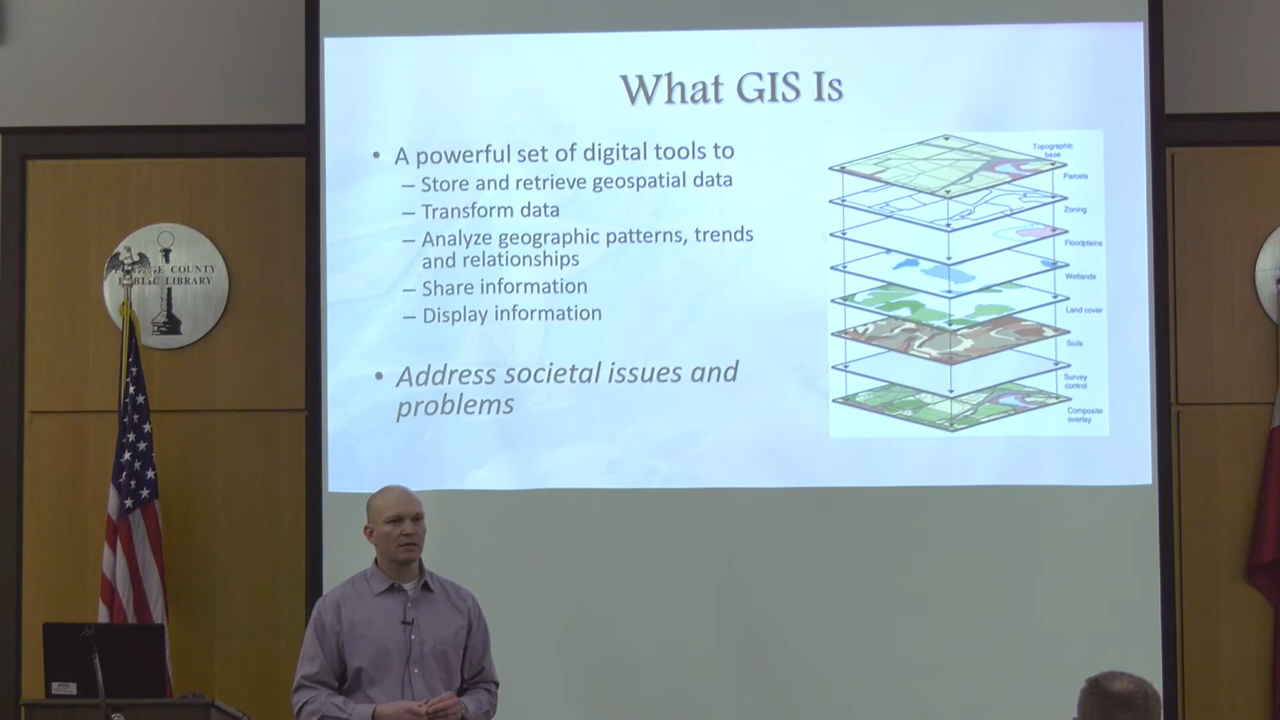 What GIS Is
• A powerful set of digital tools to
– Store and retrieve geospatial data
– Transform data
– Analyze geographic patterns, trends
and relationships
– Share information
– Display information
• Address societal issues and
problems
Topographic
base
Parcels
Zoning
Floodplains
Wetlands
Land cover
Soils
Survey
control
Composite
overlay
COUNTY
LIBRARY